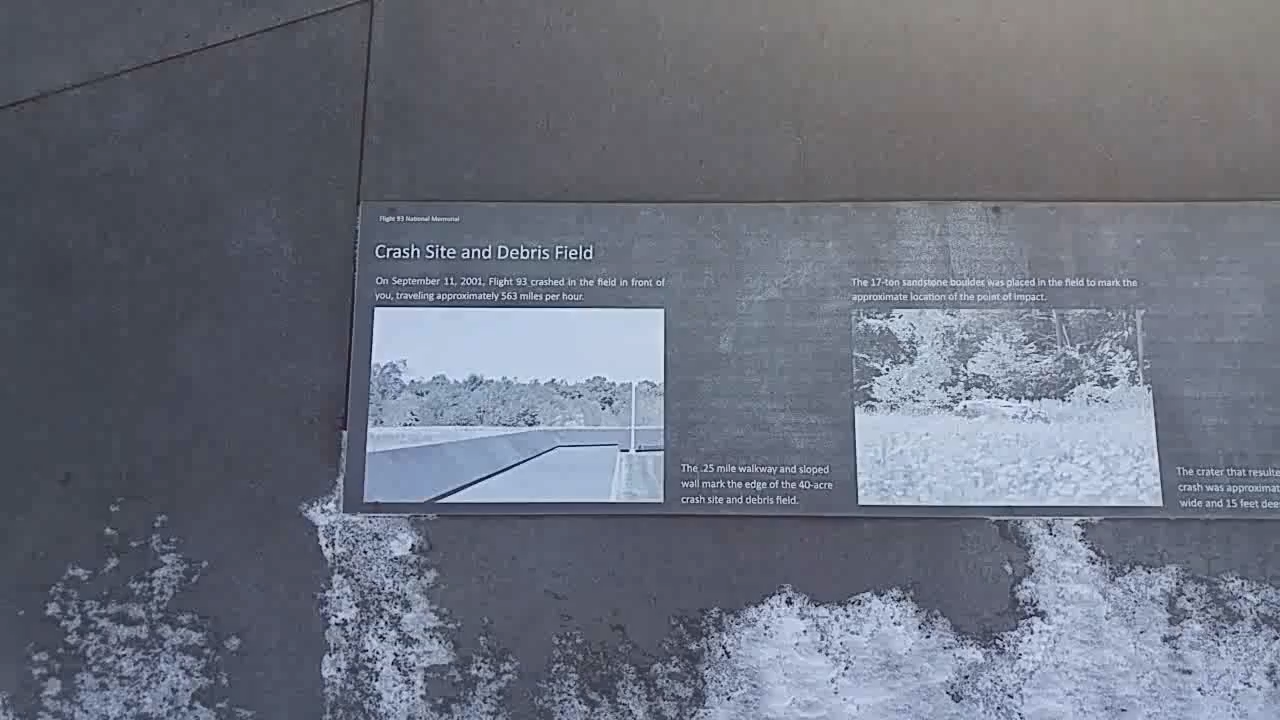 Flight 93 National Memorial
Crash Site and Debris Field
On September 11, 2001, Flight 93 crashed in the field in front of
you, traveling approximately 563 miles per hour.
The .25 mile walkway and sloped
wall mark the edge of the 40-acre
crash site and debris field.
The 17-ton sandstone boulder was placed in the field to mark the
approximate location of the point of impact.
The crater that resulte
crash was approximat
wide and 15 feet dee